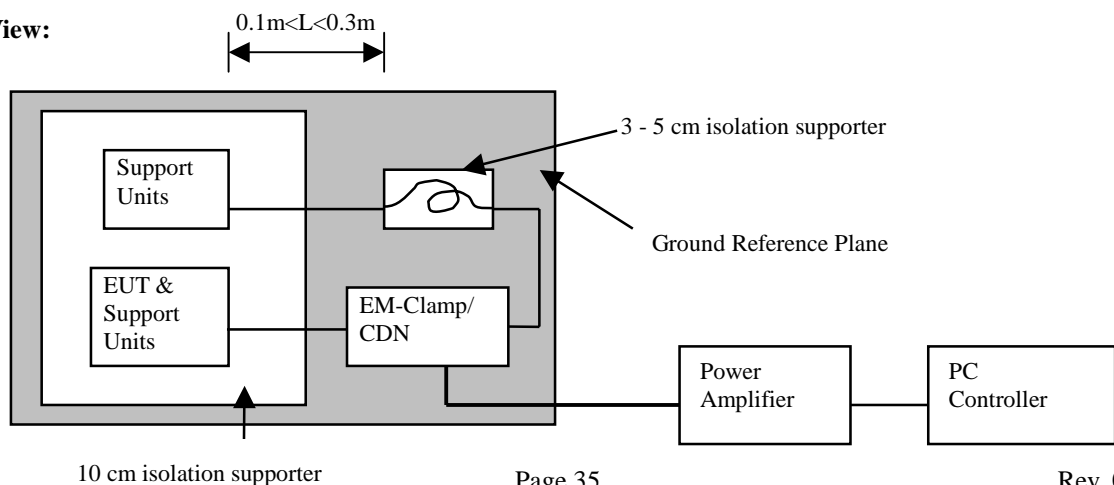 View:
0.1m<L<0.3m
3 - 5 cm isolation supporter
Support
Units
Ground Reference Plane
EUT &
Support
Units
EM-Clamp/
CDN
Power
Amplifier
PC
Controller
10 cm isolation supporter
Page 35
Rev.